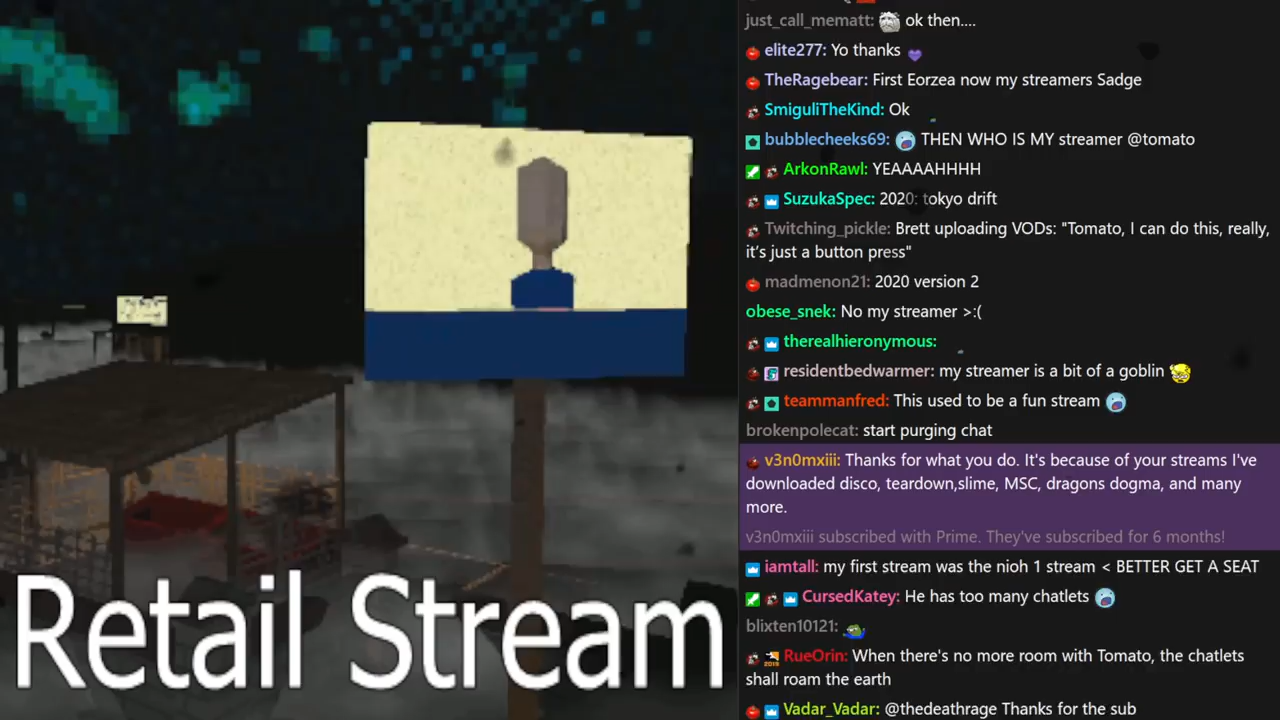 just_call_mematt: ok then....
elite277: Yo thanks
TheRagebear: First Eorzea now my streamers Sadge
SmiguliTheKind: Ok
bubblecheeks69: THEN WHO IS MY streamer @tomato
ArkonRawl: YEAAAAHHHH
SuzukaSpec: 2020: tokyo drift
Twitching_pickle: Brett uploading VODs: "Tomato, I can do this, really,
it's just a button press"
madmenon21: 2020 version 2
obese_snek: No my streamer >:(
therealhieronymous:
residentbedwarmer: my streamer is a bit of a goblin
teammanfred: This used to be a fun stream
brokenpolecat: start purging chat
v3n0mxiii: Thanks for what you do. It's because of your streams I've
downloaded disco, teardown,slime, MSC, dragons dogma, and many
more.
v3n0mxiii subscribed with Prime. They've subscribed for 6 months!
iamtall: my first stream was the nioh 1 stream < BETTER GET A SEAT
CursedKatey: He has too many chatlets
blixten10121:
RueOrin: When there's no more room with Tomato, the chatlets
shall roam the earth
Vadar_Vadar: @thedeathrage Thanks for the sub
Retail Stream